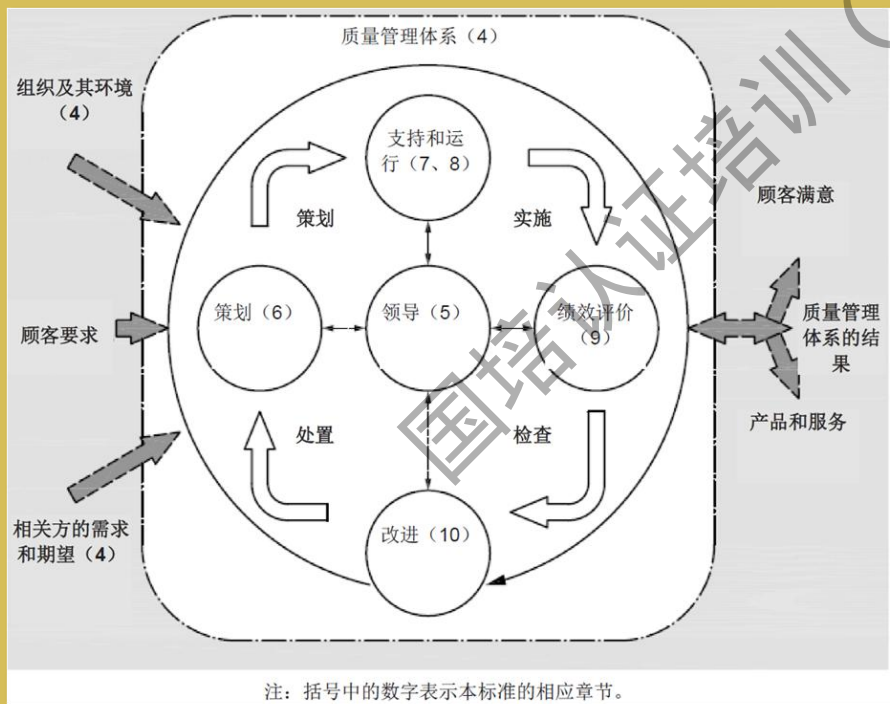 质量管理体系（4）
组织及其环境
（4）
支持和运
行（7、8）
策划
实施
顾客满意
顾客要求
策划（6）
领导（5）
绩效评价
（9）
质量管理
体系的结
果
处置
检查
产品和服务
相关方的需求
和期望（4）
改进（10）
注：括号中的数字表示本标准的相应章节。
国培认证培训（